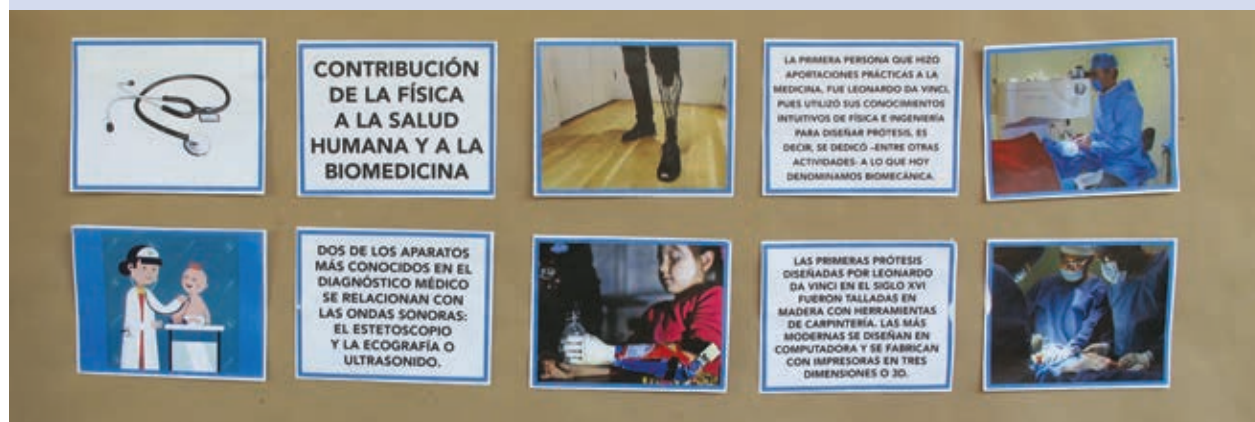 CONTRIBUCIÓN
DE LA FÍSICA
A LA SALUD
HUMANA Y A LA
BIOMEDICINA
LA PRIMERA PERSONA QUE HIZO
APORTACIONES PRÁCTICAS A LA
MEDICINA, FUE LEONARDO DA VINCI,
PUES UTILIZÓ SUS CONOCIMIENTOS
INTUITIVOS DE FÍSICA E INGENIERÍA
PARA DISEÑAR PRÓTESIS, ES
DECIR, SE DEDICÓ –ENTRE OTRAS
ACTIVIDADES- A LO QUE HOY
DENOMINAMOS BIOMECÁNICA.
DOS DE LOS APARATOS
MÁS CONOCIDOS EN EL
DIAGNÓSTICO MÉDICO
SE RELACIONAN CON
LAS ONDAS SONORAS:
EL ESTETOSCOPIO
Y LA ECOGRAFÍA O
ULTRASONIDO.
LAS PRIMERAS PRÓTESIS
DISEÑADAS POR LEONARDO
DA VINCI EN EL SIGLO XVI
FUERON TALLADAS EN
MADERA CON HERRAMIENTAS
DE CARPINTERÍA. LAS MÁS
MODERNAS SE DISEÑAN EN
COMPUTADORA Y SE FABRICAN
CON IMPRESORAS EN TRES
DIMENSIONES O 3D.